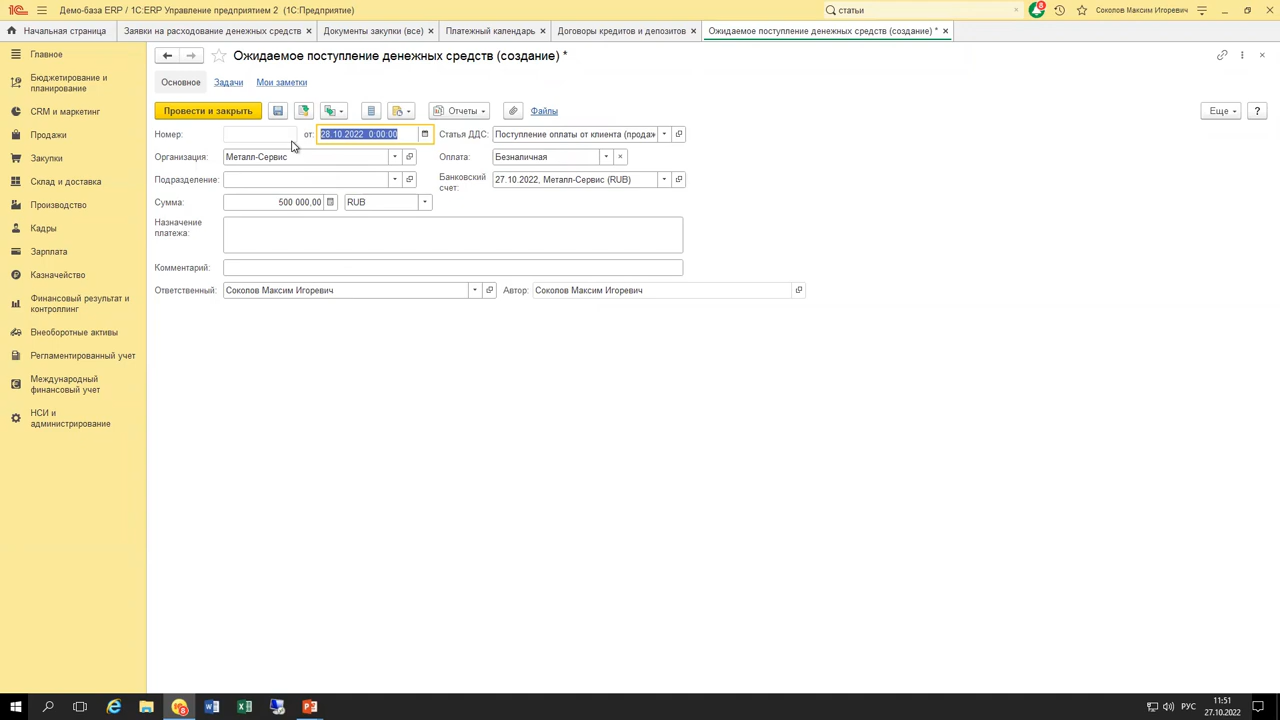 Демо-база ERP / 1С:ERP Управление предприятием 2 (1С:Предприятие)
статьи
8
Соколов Максим Игоревич
Начальная страница
Заявки на расходование денежных средств
Документы закупки (все)
Платежный календарь
Договоры кредитов и депозитов
Ожидаемое поступление денежных средств (создание) *
Главное
Бюджетирование и
планирование
CRM и маркетинг
Продажи
Закупки
Склад и доставка
Производство
Кадры
Зарплата
Казначейство
Финансовый результат и
контроллинг
Внеоборотные активы
Регламентированный учет
Международный
финансовый учет
НСИ и
администрирование
Ожидаемое поступление денежных средств (создание) *
Основное Задачи Мои заметки
Провести и закрыть Отчеты Файлы Еще ?
Номер: от: 28.10.2022 0:00:00 Статья ДДС: Поступление оплаты от клиента (продаж
Организация: Металл-Сервис Оплата: Безналичная
Подразделение: Банковский
счет: 27.10.2022, Металл-Сервис (RUB)
Сумма: 500 000,00 RUB
Назначение
платежа:
Комментарий:
Ответственный: Соколов Максим Игоревич Автор: Соколов Максим Игоревич
РУС
11:51
27.10.2022